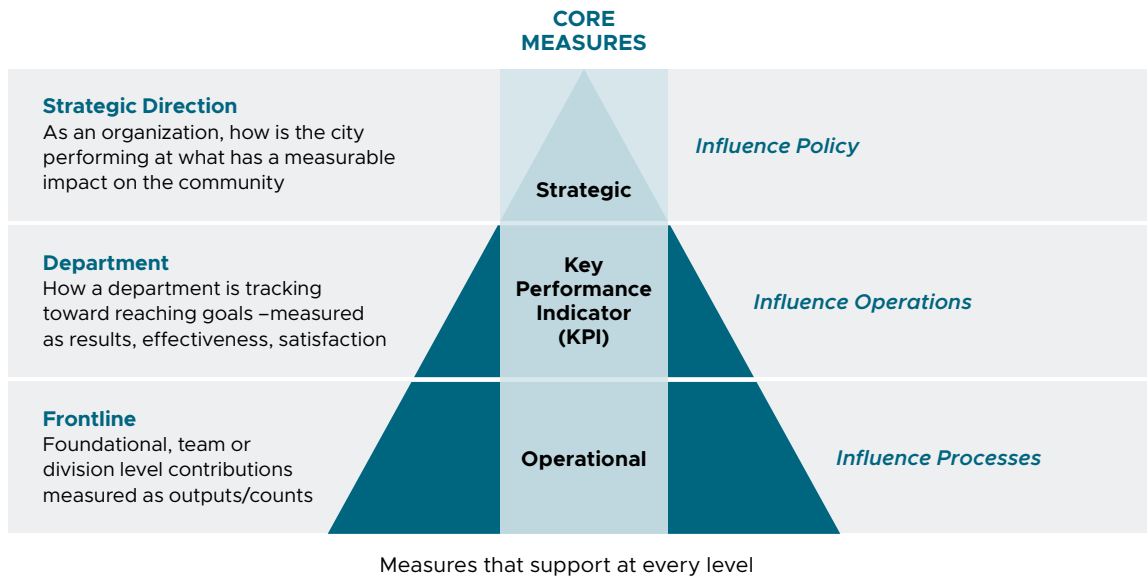 CORE
MEASURES
Strategic Direction
As an organization, how is the city
performing at what has a measurable
impact on the community
Strategic
Influence Policy
Department
How a department is tracking
toward reaching goals –measured
as results, effectiveness, satisfaction
Key
Performance
Indicator
(KPI)
Influence Operations
Frontline
Foundational, team or
division level contributions
measured as outputs/counts
Operational
Influence Processes
Measures that support at every level